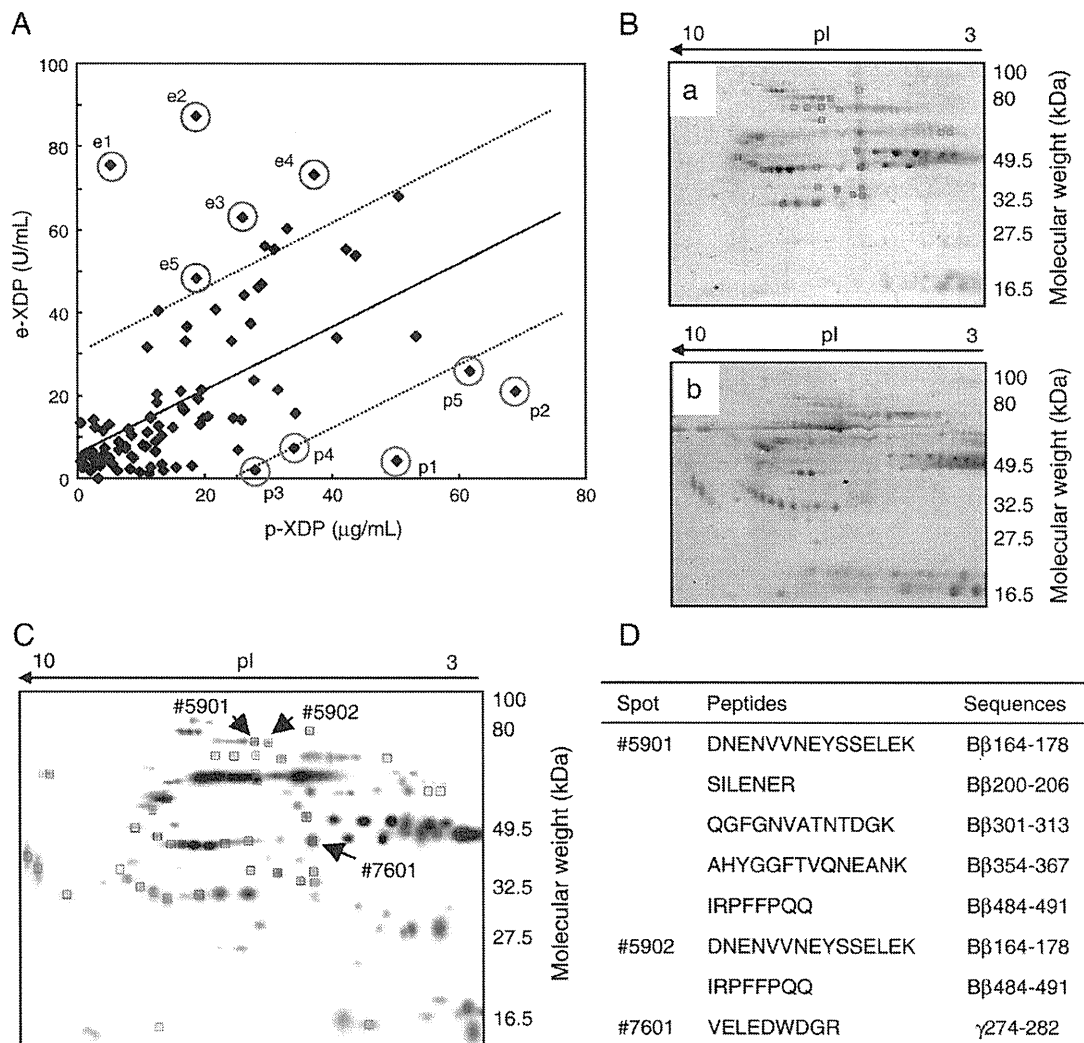 A
e-XDP (U/mL)
100
80
60
40
20
0
e1
e2
e3
e4
e5
p1
p2
p3
p4
p5
0
20
40
60
80
p-XDP (µg/mL)
B
10
pI
3
a
100
80
49.5
32.5
27.5
16.5
Molecular weight (kDa)
10
pI
3
b
100
80
49.5
32.5
27.5
16.5
Molecular weight (kDa)
C
10
pI
3
#5901
#5902
#7601
100
80
49.5
32.5
27.5
16.5
Molecular weight (kDa)
D
Spot Peptides Sequences
#5901 DNENVVNEYSSELEK Bβ164-178
SILENER Bβ200-206
QGFGNVATNTDGK Bβ301-313
AHYGGFTVQNEANK Bβ354-367
IRPFFPQQ Bβ484-491
#5902 DNENVVNEYSSELEK Bβ164-178
IRPFFPQQ Bβ484-491
#7601 VELEDWDGR γ274-282